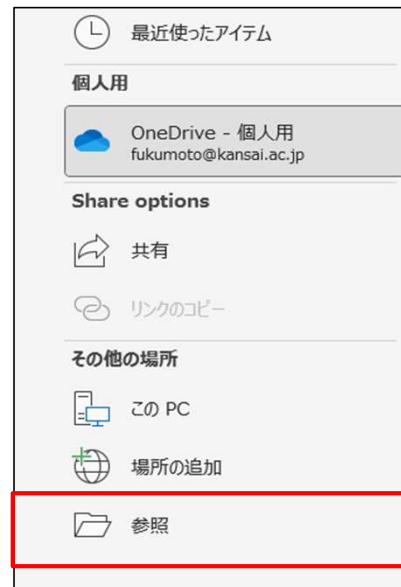 最近使ったアイテム
個人用
OneDrive - 個人用
fukumoto@kansai.ac.jp
Share options
共有
リンクのコピー
その他の場所
この PC
場所の追加
参照